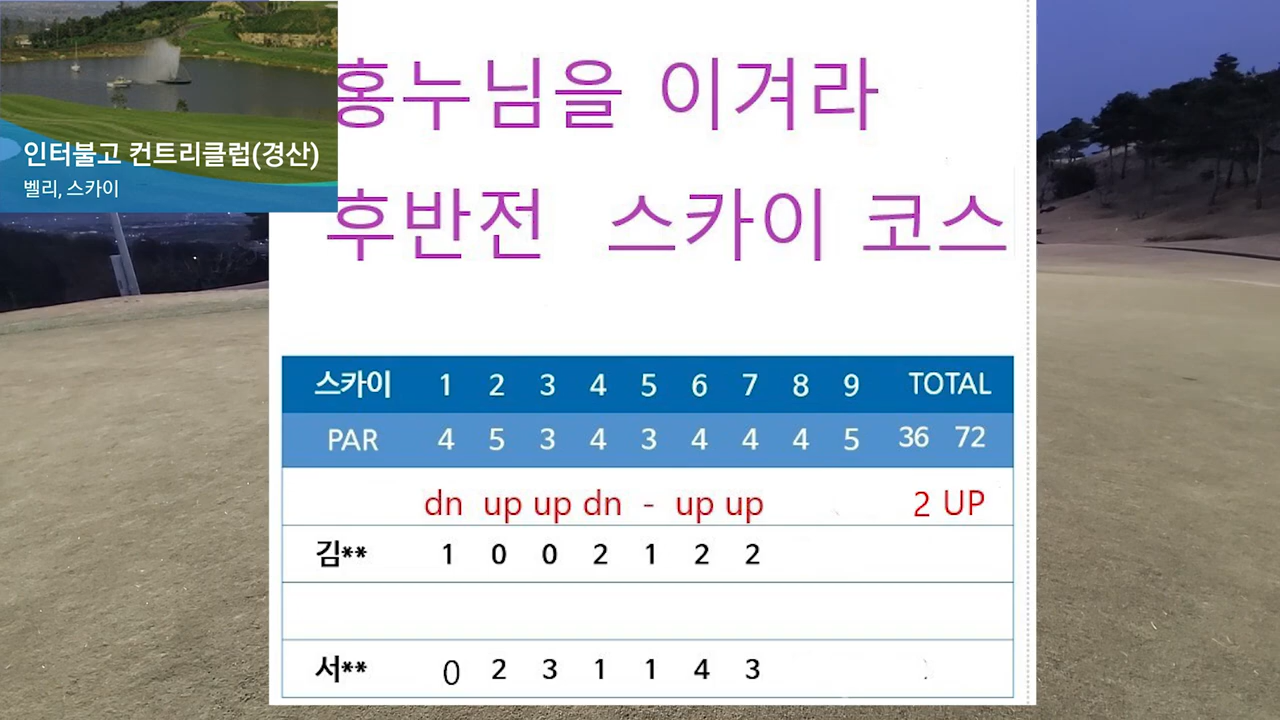 홍누님을 이겨라
인터불고 컨트리클럽(경산)
벨리, 스카이
후반전 스카이 코스
스카이 1 2 3 4 5 6 7 8 9 TOTAL
PAR 4 5 3 4 3 4 4 4 5 36 72
dn up up dn - up up 2 UP
김** 1 0 0 2 1 2 2
서** 0 2 3 1 1 4 3